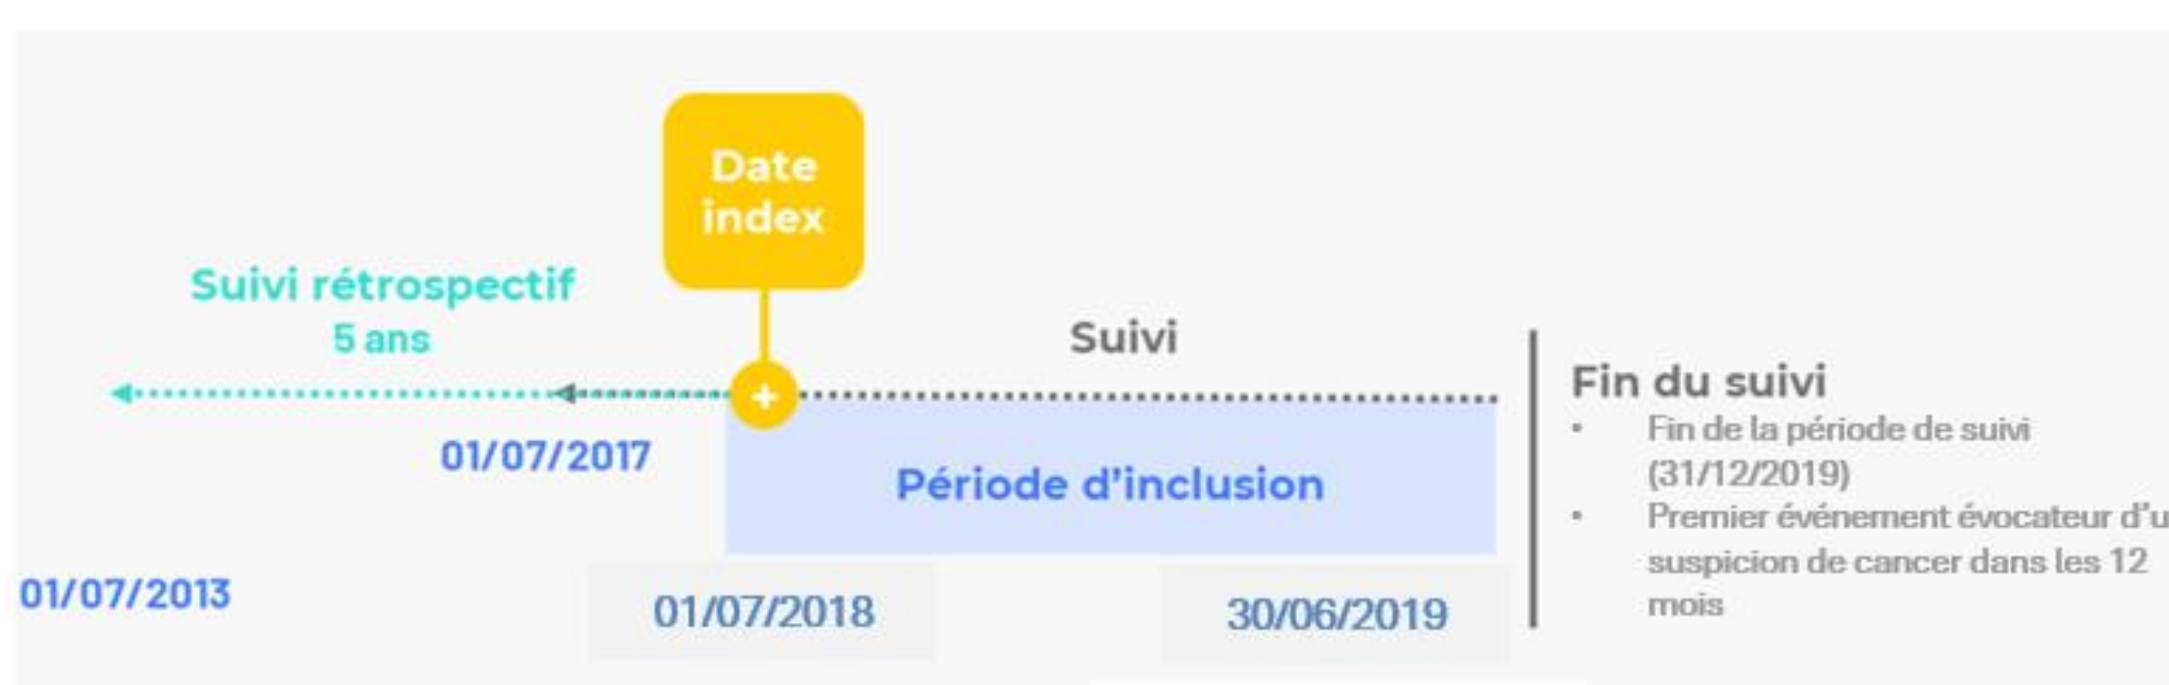 Date
index
Suivi rétrospectif
5 ans
Suivi
01/07/2017
Période d'inclusion
01/07/2013
01/07/2018
30/06/2019
Fin du suivi
• Fin de la période de suivi
(31/12/2019)
• Premier événement évocateur d'u
suspicion de cancer dans les 12
mois